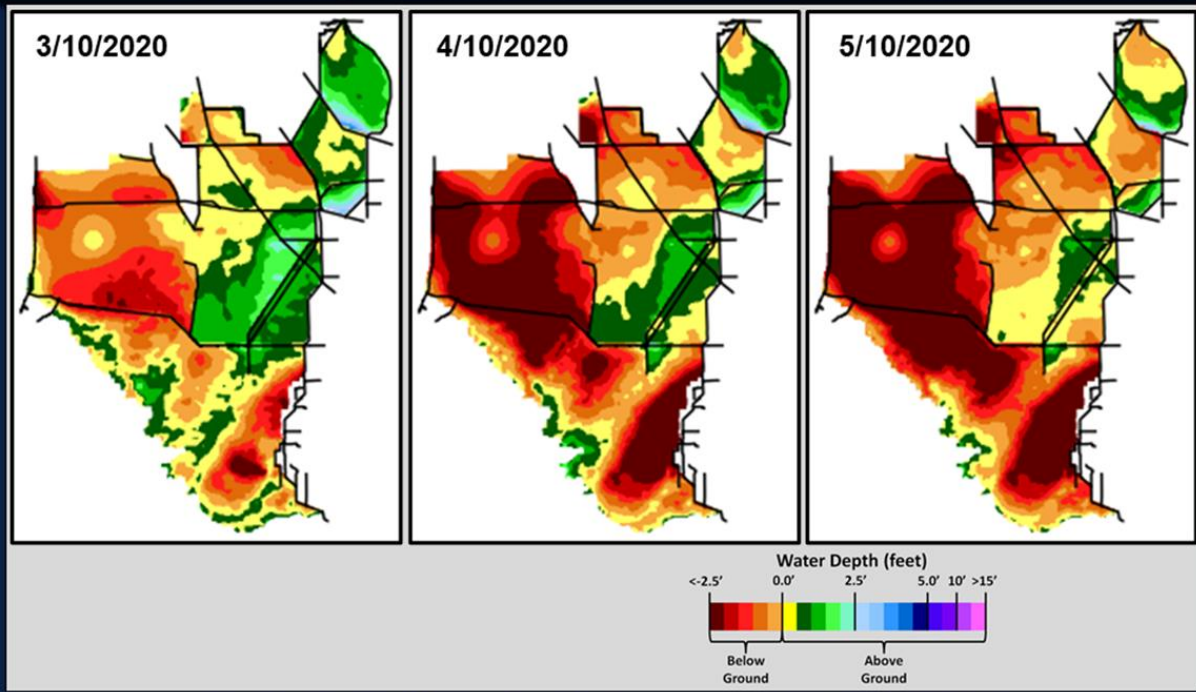 3/10/2020
4/10/2020
5/10/2020
Water Depth (feet)
<-2.5' 0.0' 2.5' 5.0' 10' >15'
Below Ground
Above Ground